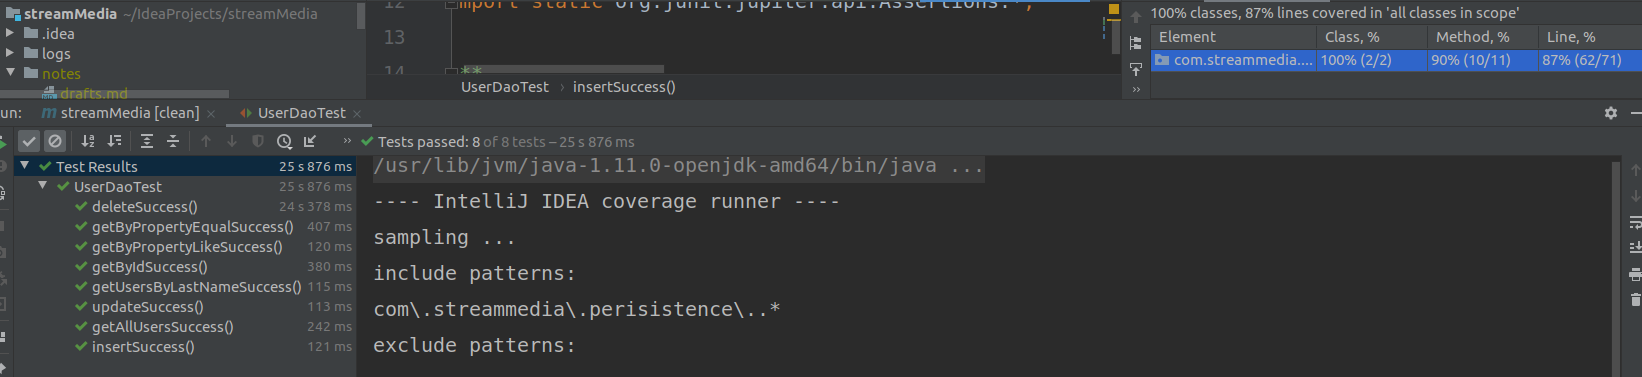 streamMedia ~/IdeaProjects/streamMedia
.idea
logs
notes
drafts.md
12 import static org.junit.jupiter.api.Assertions.*;
13
14 **
UserDaoTest › insertSuccess()
100% classes, 87% lines covered in 'all classes in scope'
Element Class, % Method, % Line, %
com.streammedia.... 100% (2/2) 90% (10/11) 87% (62/71)
un: streamMedia [clean] UserDaoTest
Tests passed: 8 of 8 tests – 25 s 876 ms
Test Results 25 s 876 ms
UserDaoTest 25 s 876 ms
deleteSuccess() 24 s 378 ms
getByPropertyEqualSuccess() 407 ms
getByPropertyLikeSuccess() 120 ms
getByIdSuccess() 380 ms
getUsersByLastNameSuccess() 115 ms
updateSuccess() 113 ms
getAllUsersSuccess() 242 ms
insertSuccess() 121 ms
/usr/lib/jvm/java-1.11.0-openjdk-amd64/bin/java ...
---- IntelliJ IDEA coverage runner ----
sampling ...
include patterns:
com\.streammedia\.perisistence\..*
exclude patterns: